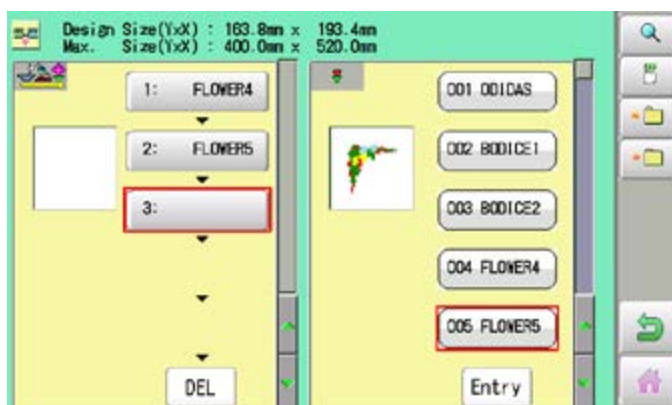 Design Size(YxX) : 163.8mm x 193.4mm
Max. Size(YxX) : 400.0mm x 520.0mm
1: FLOWER4
2: FLOWER5
3:
DEL
001 ODIDAS
002 BODICE1
003 BODICE2
004 FLOWER4
005 FLOWER5
Entry